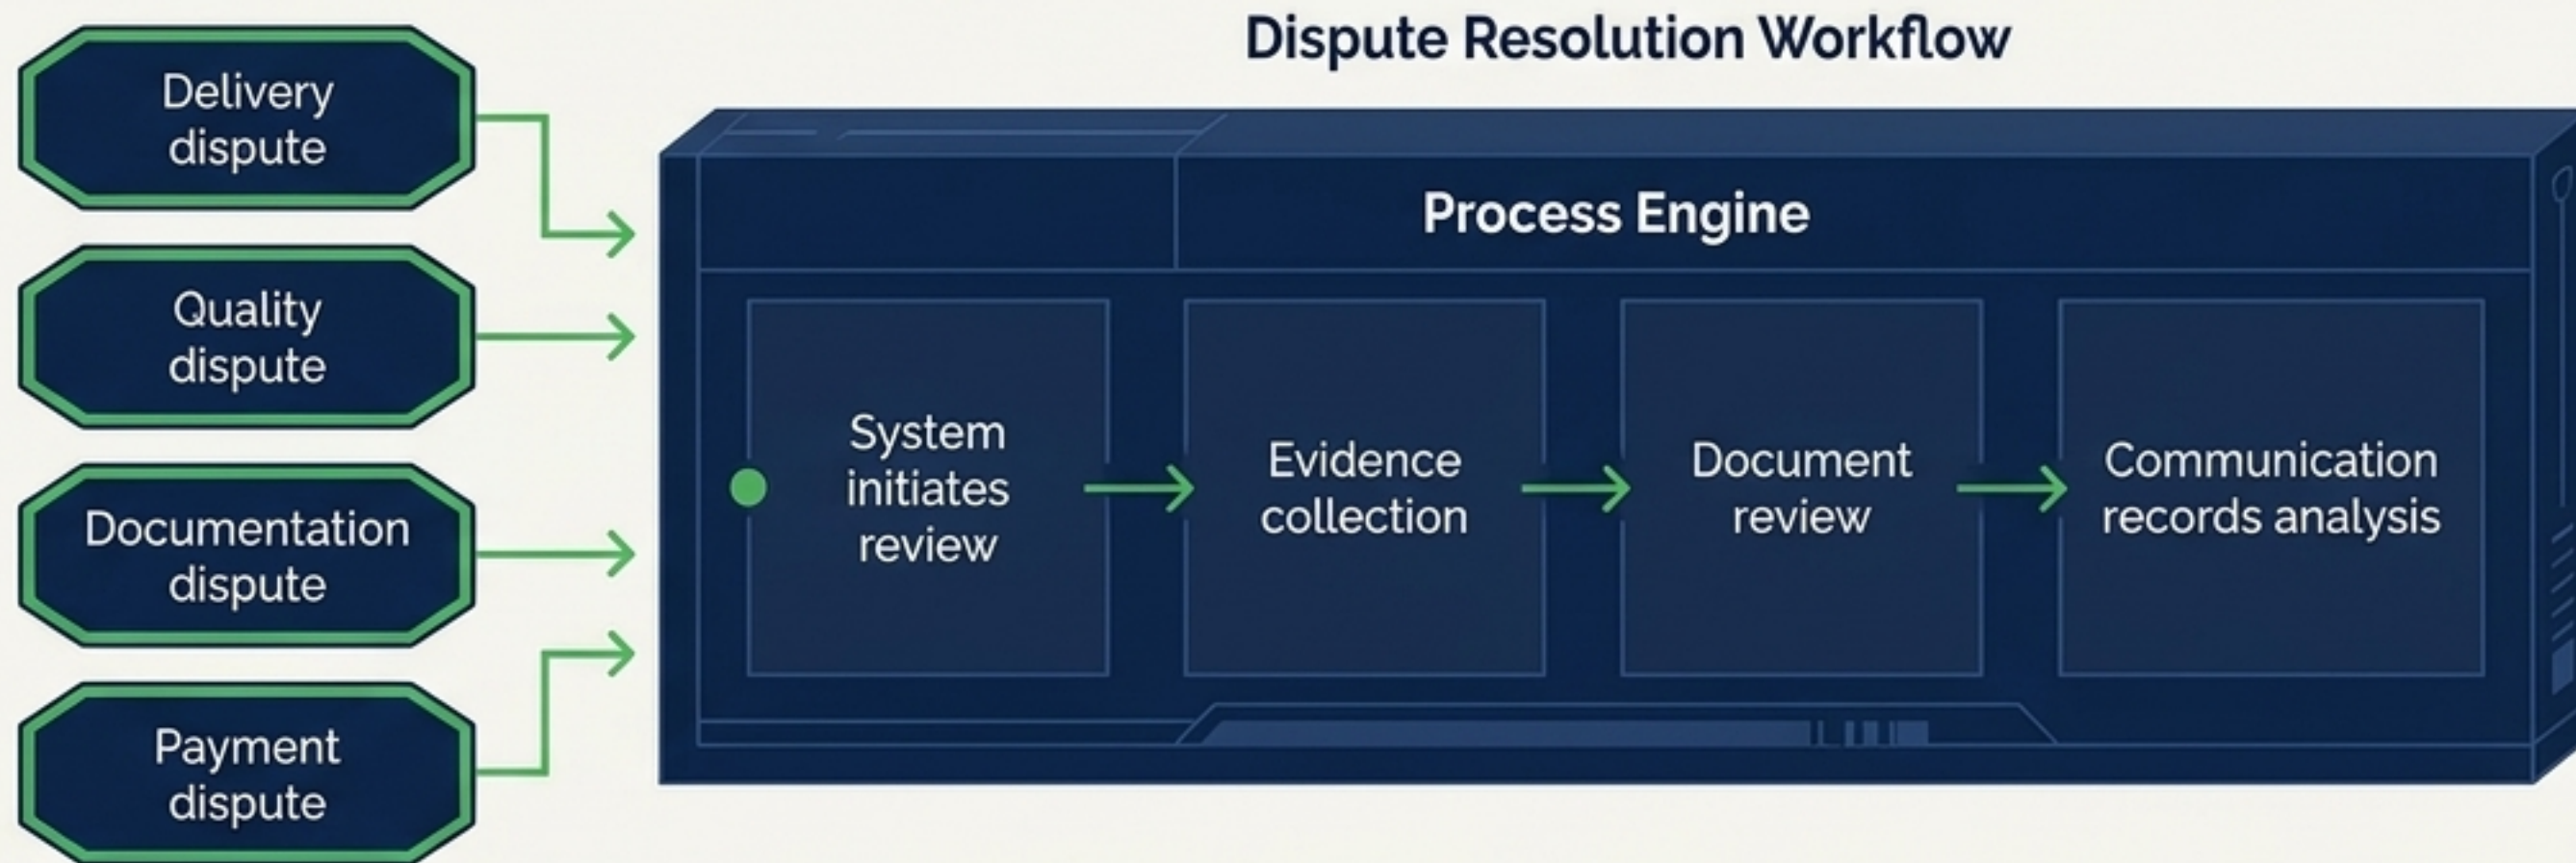 Dispute Resolution Workflow
Delivery
dispute
Quality
dispute
Documentation
dispute
Payment
dispute
Process Engine
System
initiates
review
Evidence
collection
Document
review
Communication
records analysis